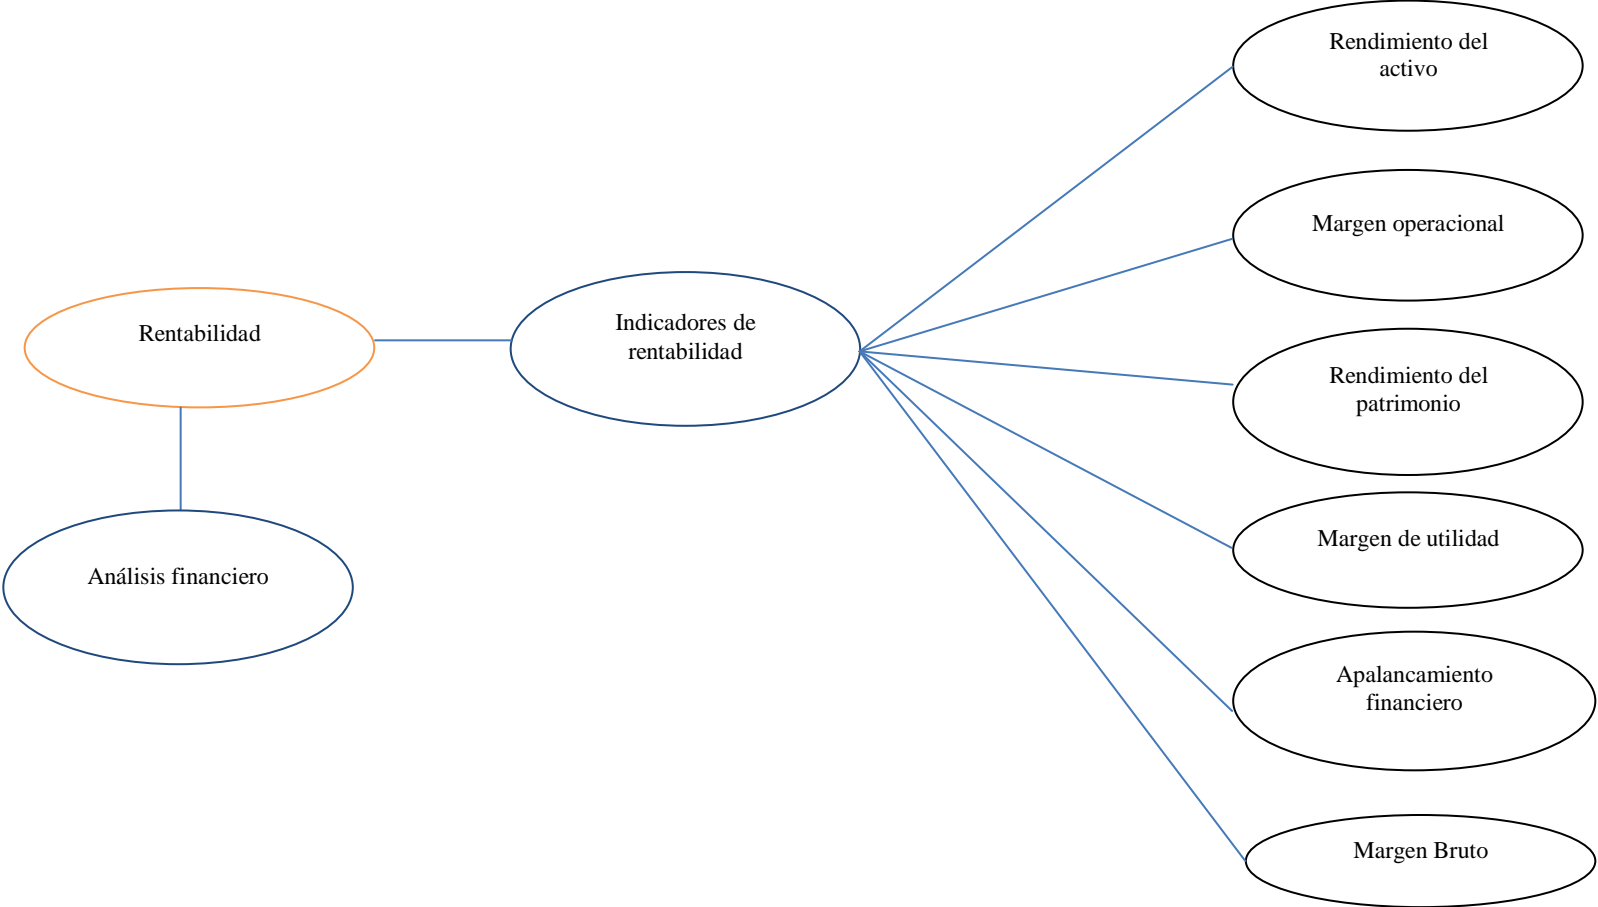 Rendimiento del
activo
Margen operacional
Rentabilidad
Indicadores de
rentabilidad
Rendimiento del
patrimonio
Análisis financiero
Margen de utilidad
Apalancamiento
financiero
Margen Bruto